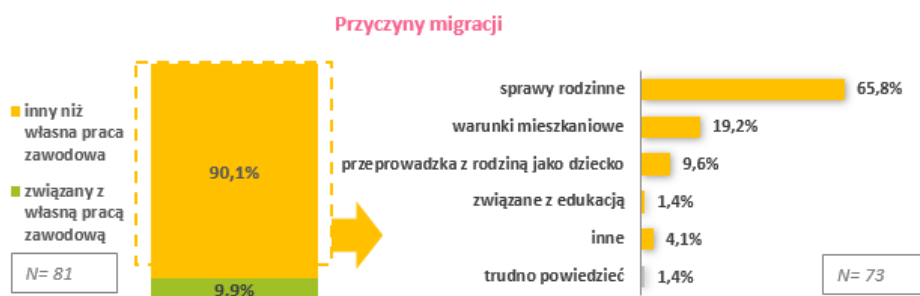 Przyczyny migracji
inny niż
własna praca
zawodowa
związany z
własną pracą
zawodową
N= 81
90,1%
9,9%
sprawy rodzinne 65,8%
warunki mieszkaniowe 19,2%
przeprowadzka z rodziną jako dziecko 9,6%
związane z edukacją 1,4%
inne 4,1%
trudno powiedzieć 1,4%
N= 73